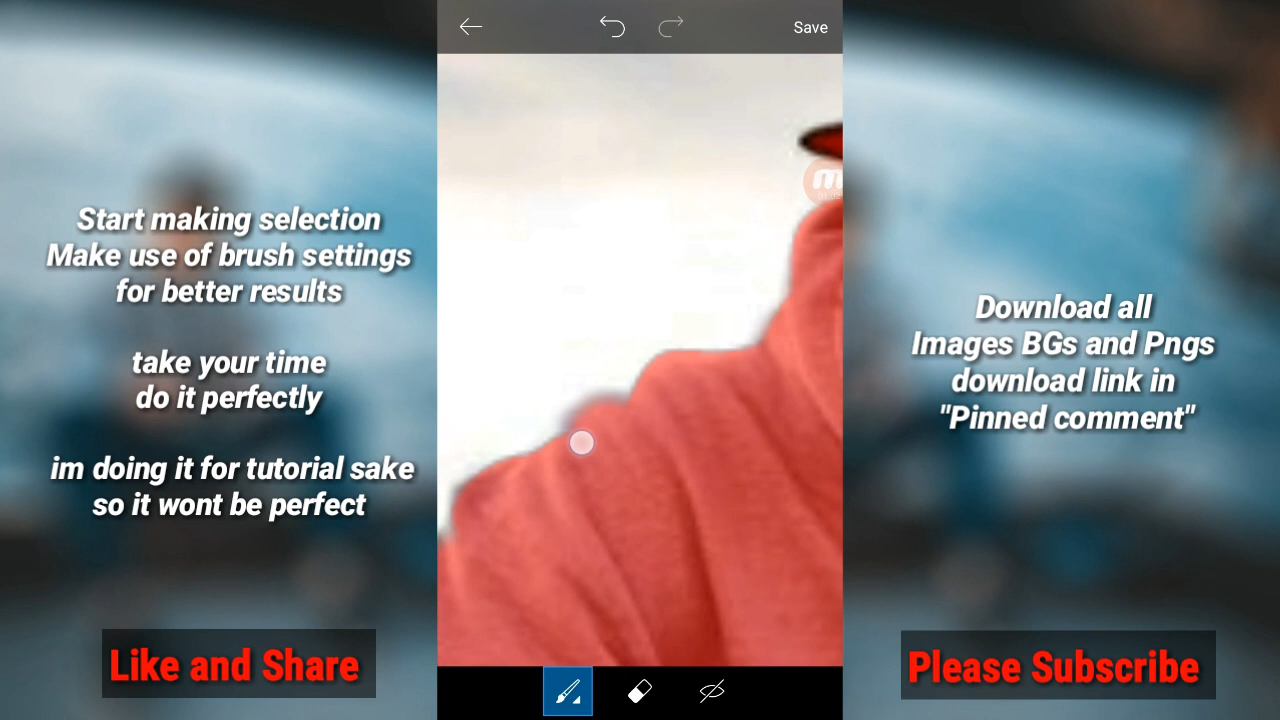 Save
Start making selection
Make use of brush settings
for better results
take your time
do it perfectly
im doing it for tutorial sake
so it wont be perfect
Like and Share
Download all
Images BGs and Pngs
download link in
"Pinned comment"
Please Subscribe